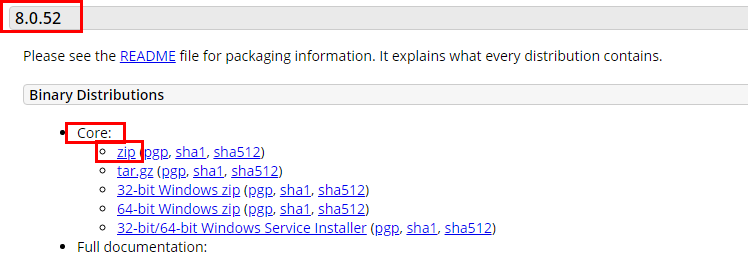 8.0.52
Please see the README file for packaging information. It explains what every distribution contains.
Binary Distributions
Core:
zip (pgp, sha1, sha512)
tar.gz (pgp, sha1, sha512)
32-bit Windows zip (pgp, sha1, sha512)
64-bit Windows zip (pgp, sha1, sha512)
32-bit/64-bit Windows Service Installer (pgp, sha1, sha512)
Full documentation: